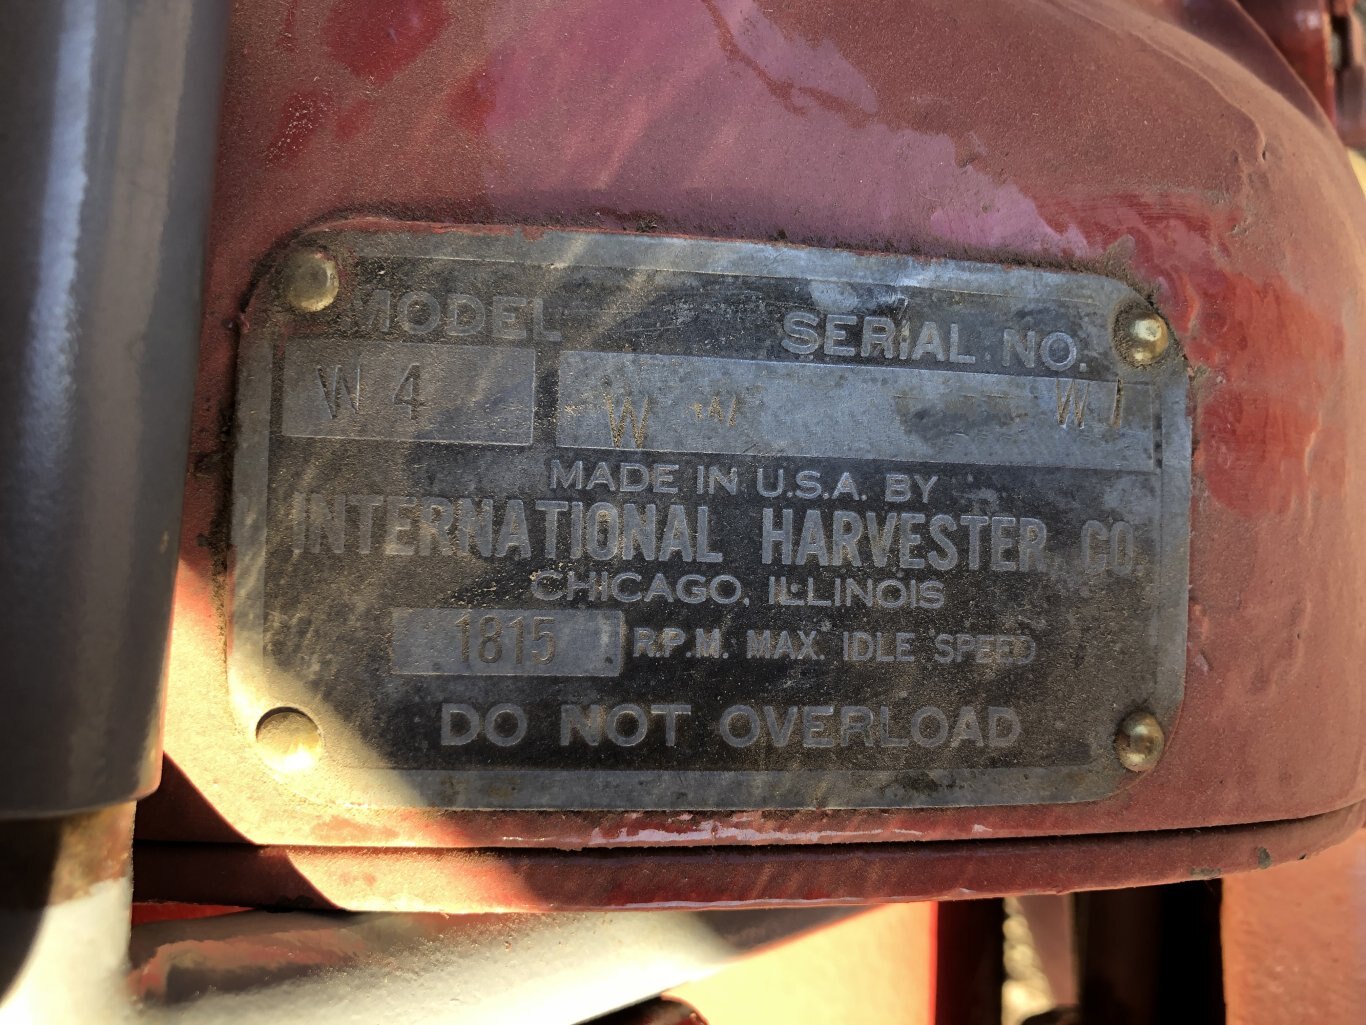 MODEL SERIAL NO.
W 4 W W
MADE IN U.S.A. BY
INTERNATIONAL HARVESTER CO.
CHICAGO, ILLINOIS
1815 R.P.M. MAX. IDLE SPEED
DO NOT OVERLOAD